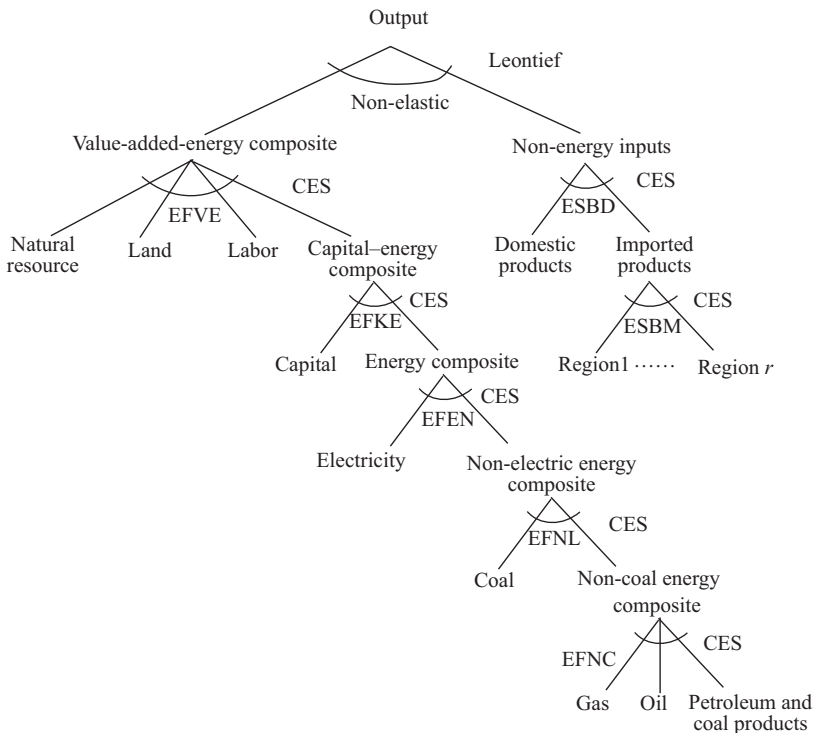 Output
Leontief
Non-elastic
Value-added-energy composite
Non-energy inputs
CES
CES
EFVE
ESBD
Natural
resource
Land
Labor
Capital–energy
composite
Domestic
products
Imported
products
CES
CES
EFKE
ESBM
Capital
Energy composite
Region1 ...... Region r
CES
EFEN
Electricity
Non-electric energy
composite
CES
EFNL
Coal
Non-coal energy
composite
CES
EFNC
Gas
Oil
Petroleum and
coal products